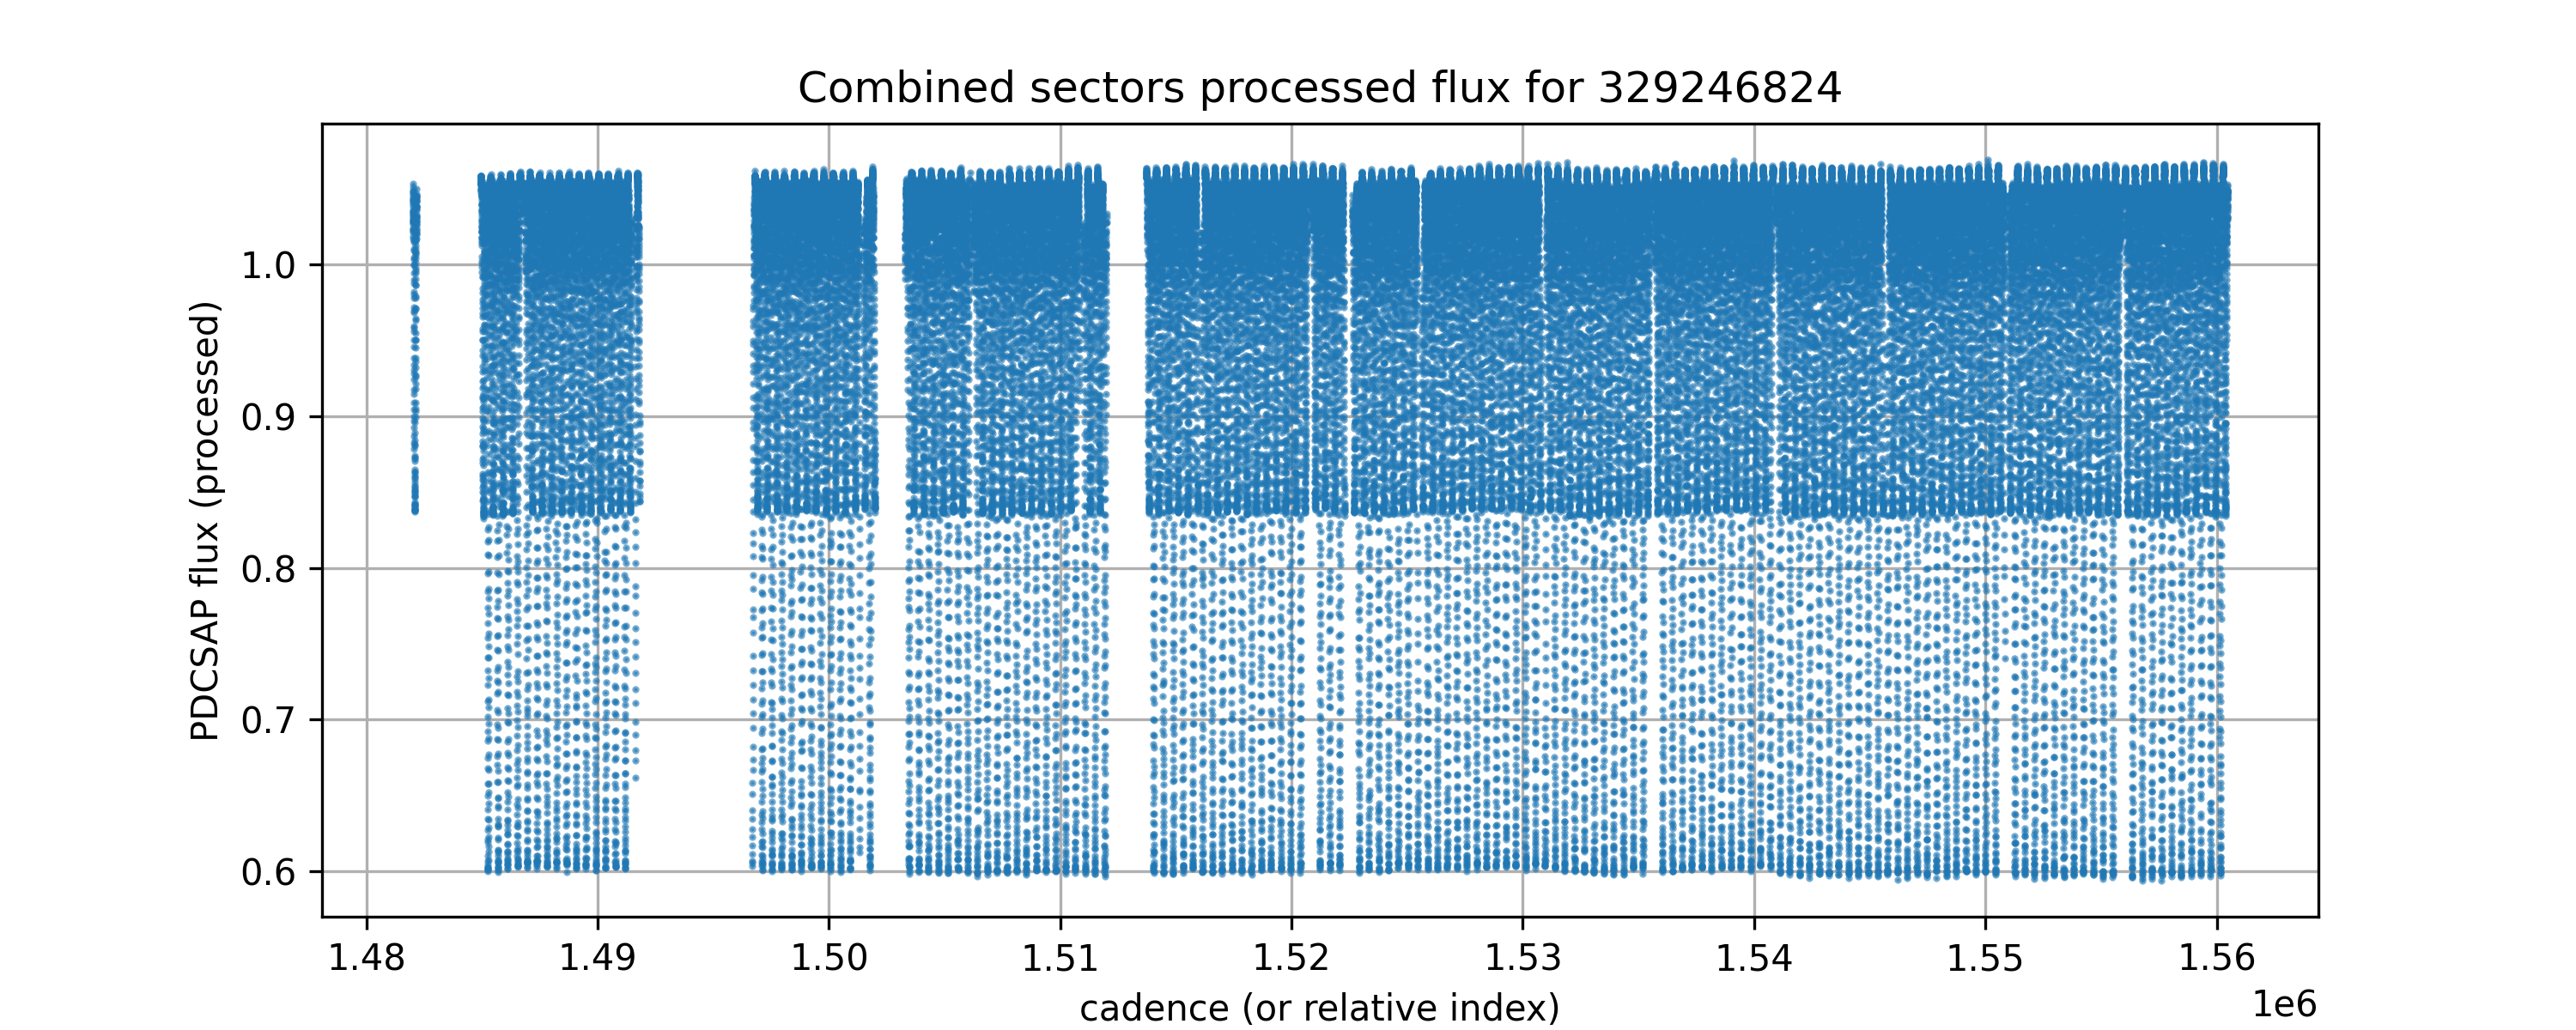 Combined sectors processed flux for 329246824
PDCSAP flux (processed)
1.0
0.9
0.8
0.7
0.6
1.48 1.49 1.50 1.51 1.52 1.53 1.54 1.55 1.56
1e6
cadence (or relative index)